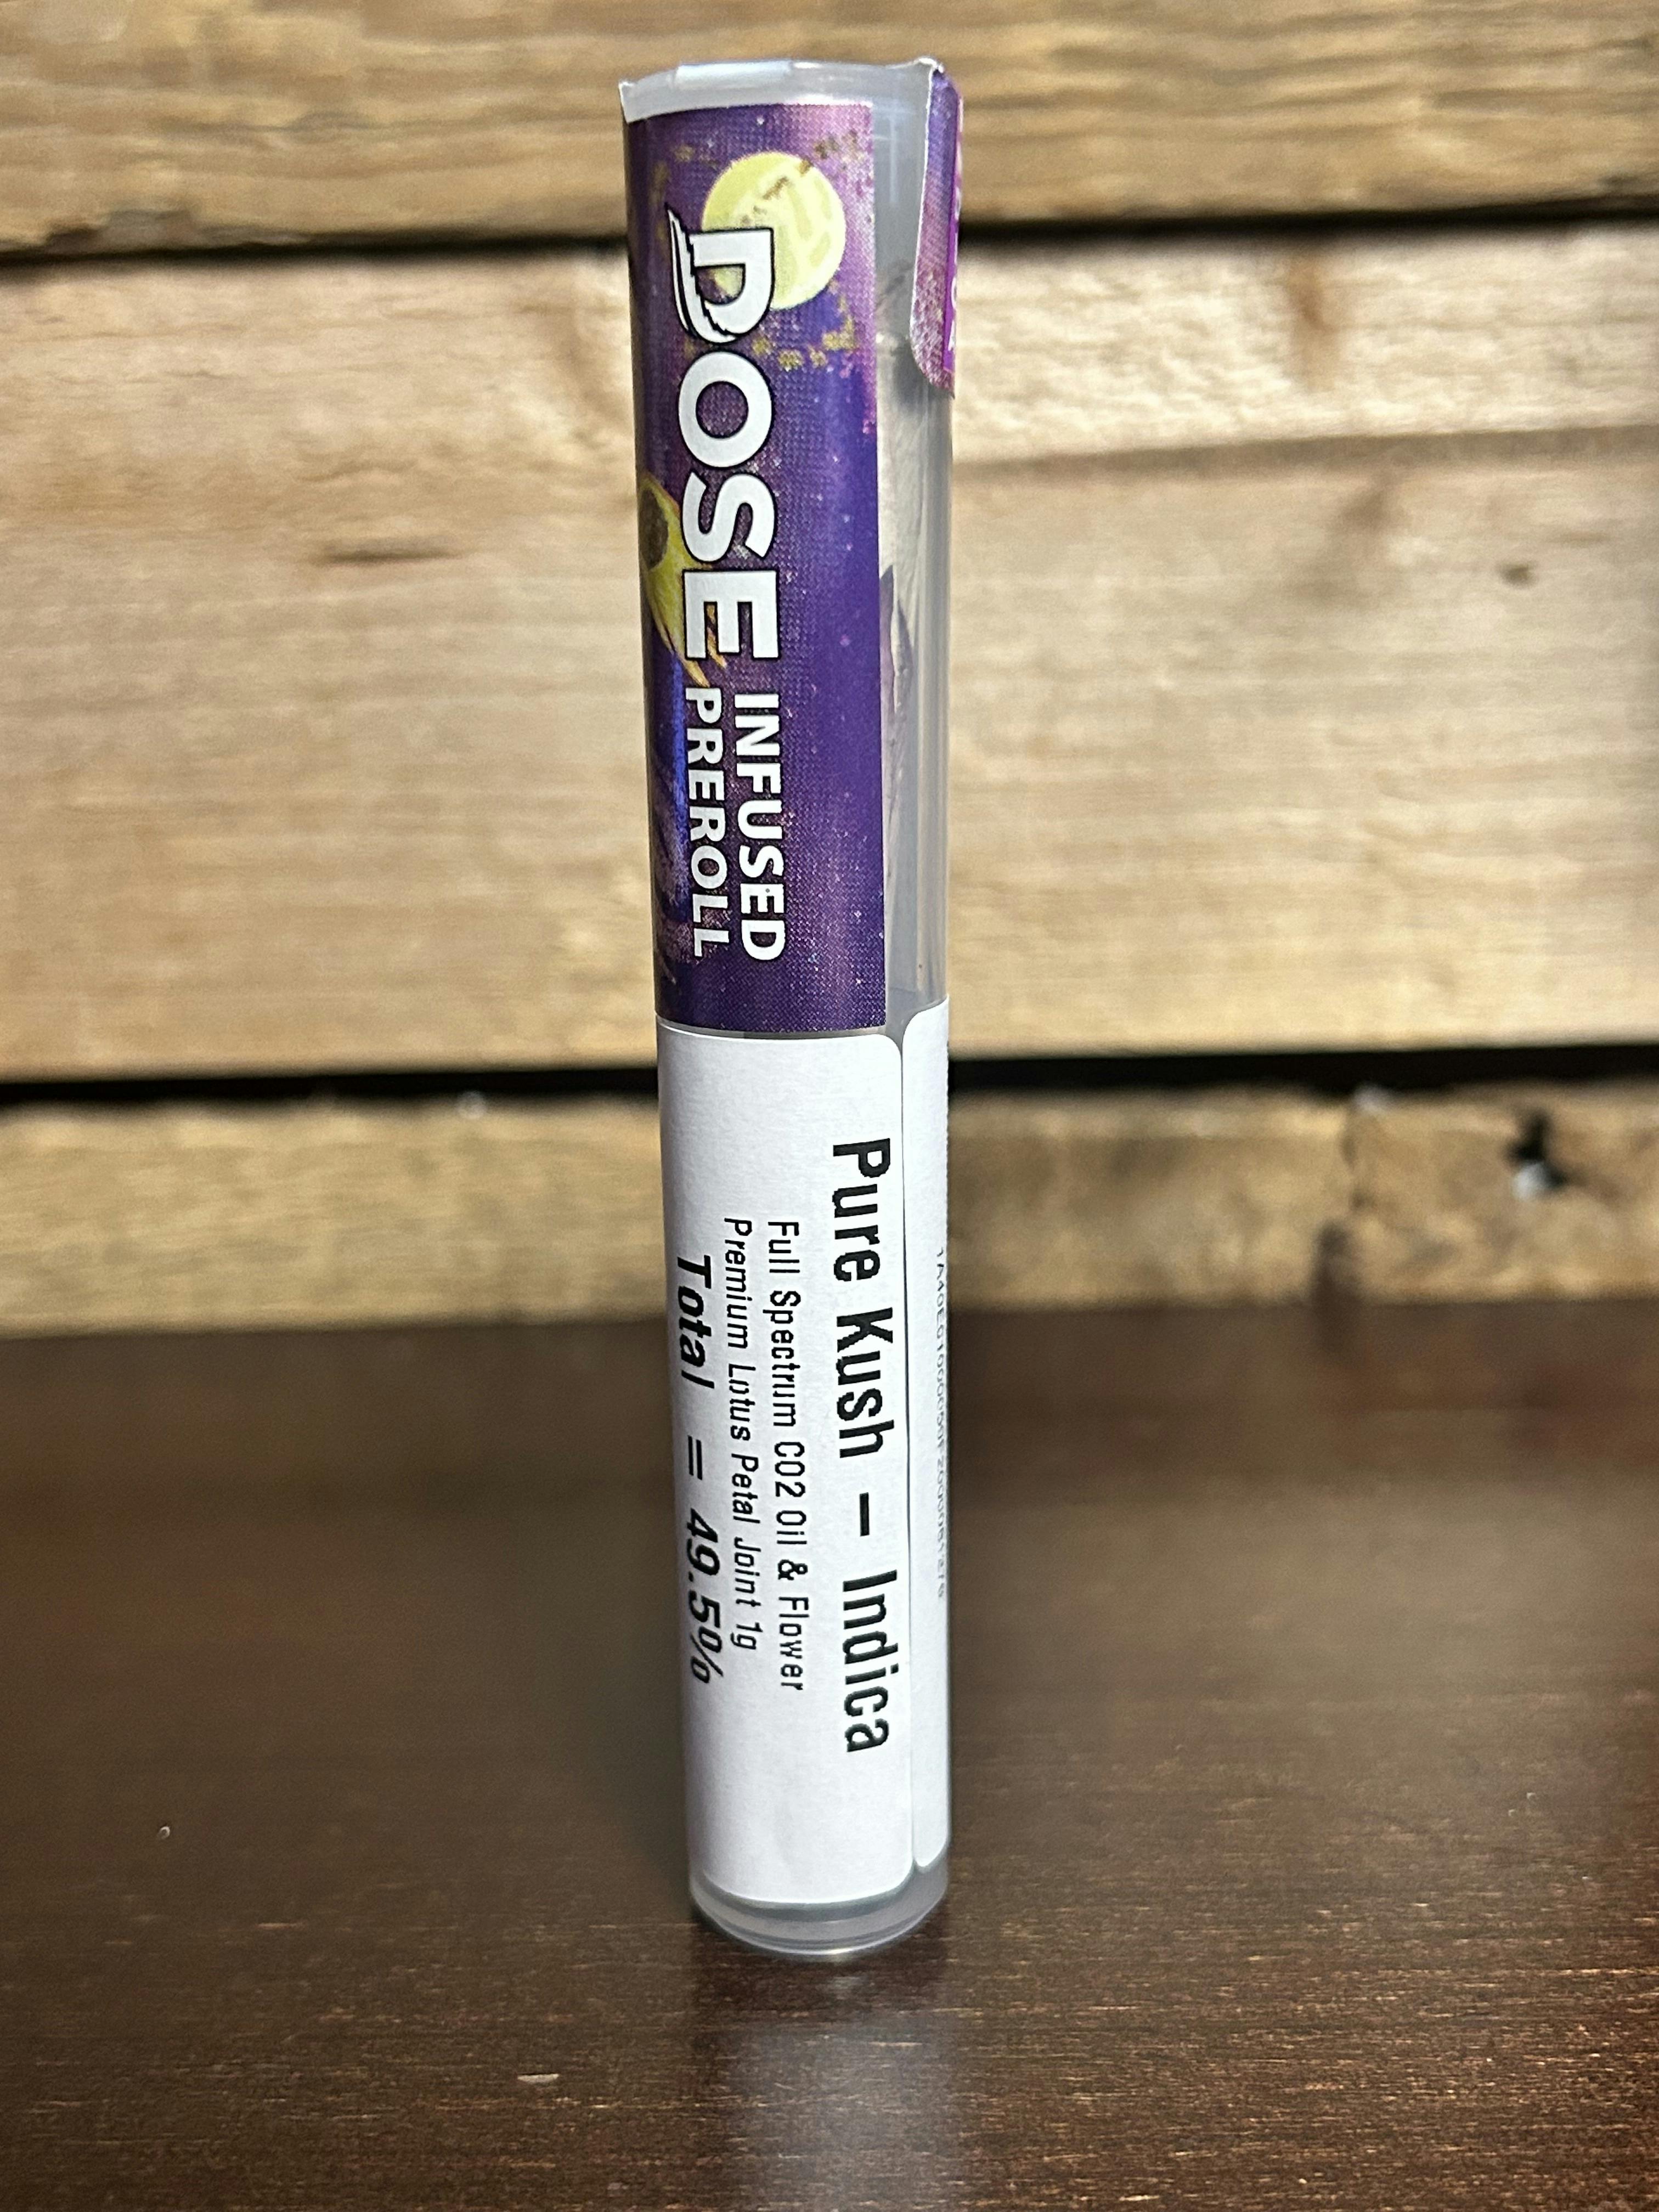 DOSE
INFUSED
PREROLL
Pure Kush - Indica
Full Spectrum CO2 Oil & Flower
Premium Lotus Petal Joint 1g
Total = 49.5%